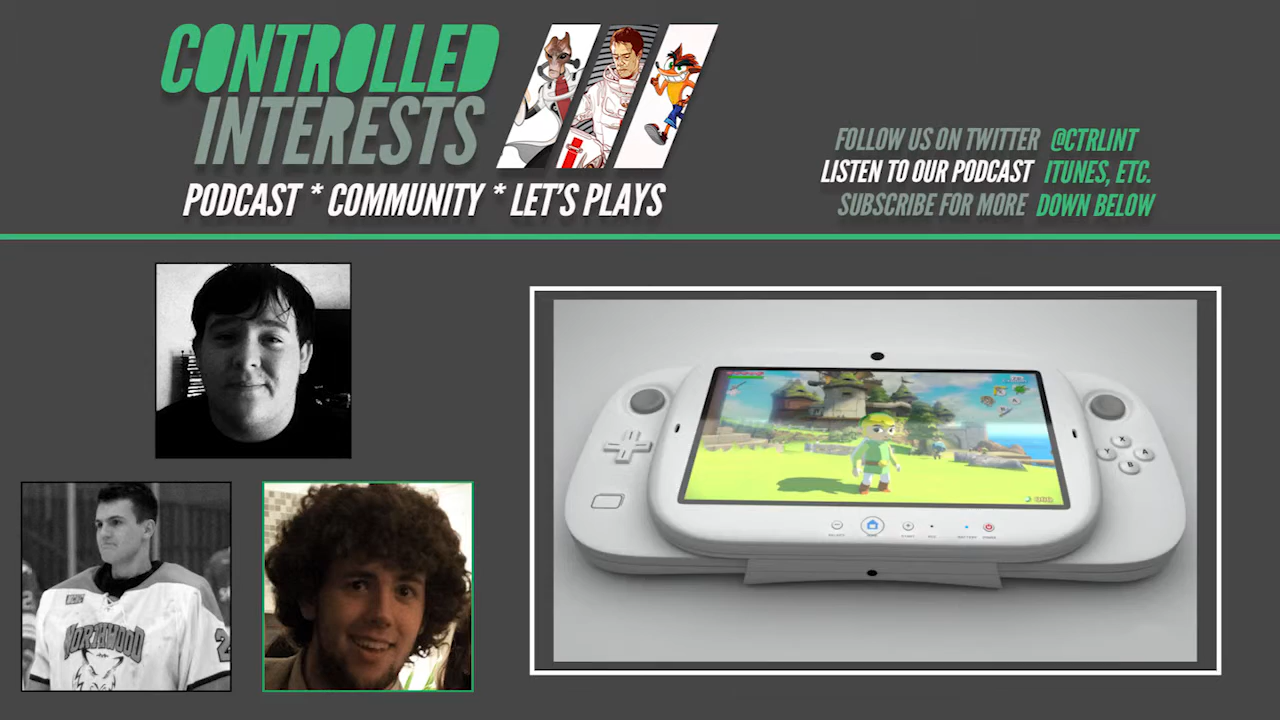 CONTROLLED
INTERESTS
PODCAST * COMMUNITY * LET'S PLAYS
FOLLOW US ON TWITTER @CTRLINT
LISTEN TO OUR PODCAST ITUNES, ETC.
SUBSCRIBE FOR MORE DOWN BELOW
NORTHWOOD
2
X
Y A
B